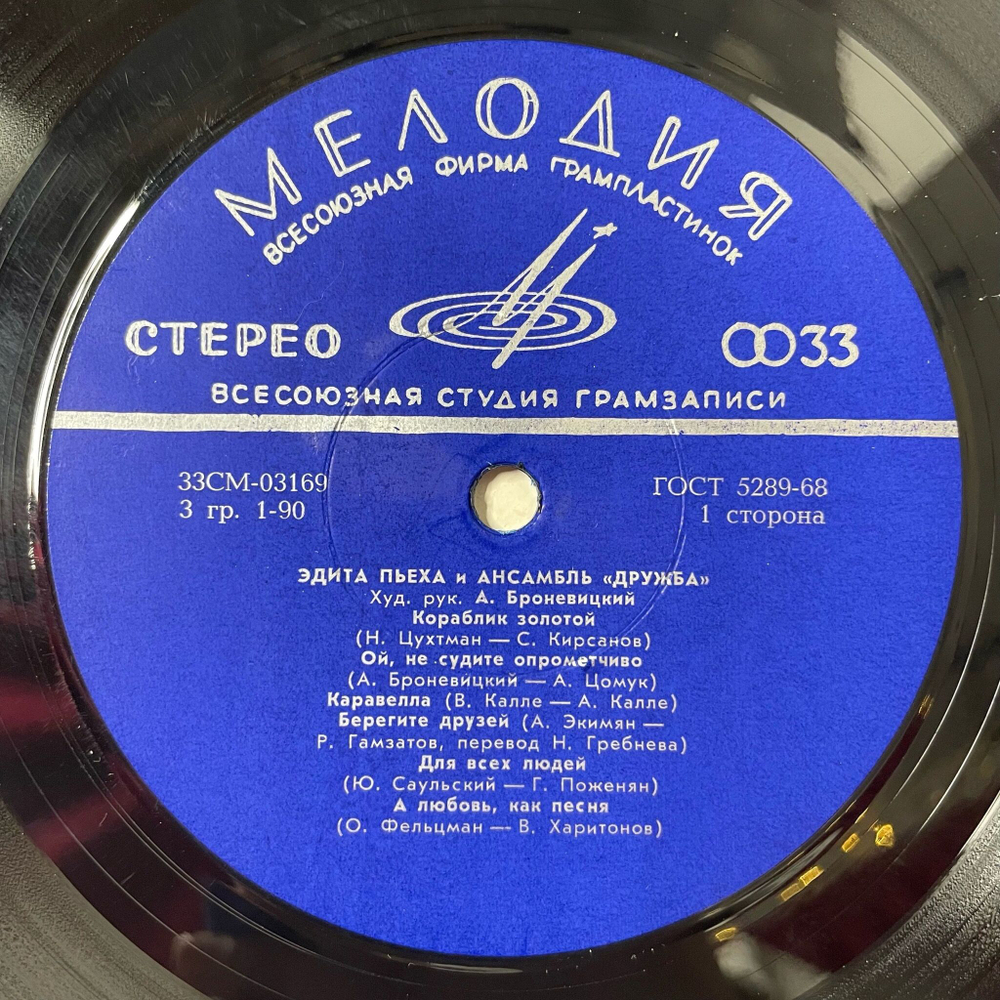 МЕЛОДИЯ
ВСЕСОЮЗНАЯ ФИРМА ГРАМПЛАСТИНОК
СТЕРЕО
33
ВСЕСОЮЗНАЯ СТУДИЯ ГРАМЗАПИСИ
33СМ-03169
ГОСТ 5289-68
3 гр. 1-90
1 сторона
ЭДИТА ПЬЕХА и АНСАМБЛЬ «ДРУЖБА»
Худ. рук. А. Броневицкий
Кораблик золотой
(Н. Цухтман — С. Кирсанов)
Ой, не судите опрометчиво
(А. Броневицкий — А. Цомук)
Каравелла (В. Калле — А. Калле)
Берегите друзей (А. Экимян —
Р. Гамзатов, перевод Н. Гребнева)
Для всех людей
(Ю. Саульский — Г. Поженян)
А любовь, как песня
(О. Фельцман — В. Харитонов)